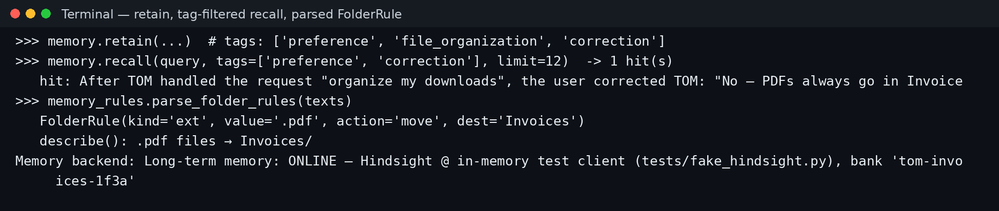 Terminal — retain, tag-filtered recall, parsed FolderRule
>>> memory.retain(...)  # tags: ['preference', 'file_organization', 'correction']
>>> memory.recall(query, tags=['preference', 'correction'], limit=12)  -> 1 hit(s)
   hit: After TOM handled the request "organize my downloads", the user corrected TOM: "No — PDFs always go in Invoice
>>> memory_rules.parse_folder_rules(texts)
   FolderRule(kind='ext', value='.pdf', action='move', dest='Invoices')
   describe(): .pdf files → Invoices/
Memory backend: Long-term memory: ONLINE — Hindsight @ in-memory test client (tests/fake_hindsight.py), bank 'tom-invo
     ices-1f3a'